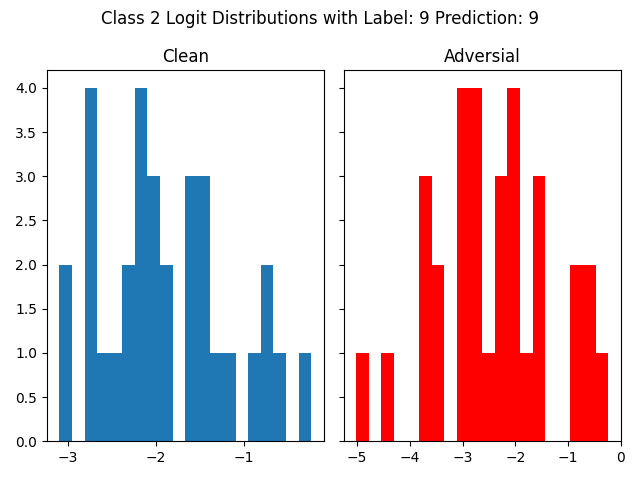 Class 2 Logit Distributions with Label: 9 Prediction: 9
Clean
Adversial
4.0
3.5
3.0
2.5
2.0
1.5
1.0
0.5
0.0
−3 −2 −1
−5 −4 −3 −2 −1 0